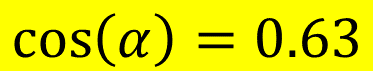 cos(𝛼) = 0.63